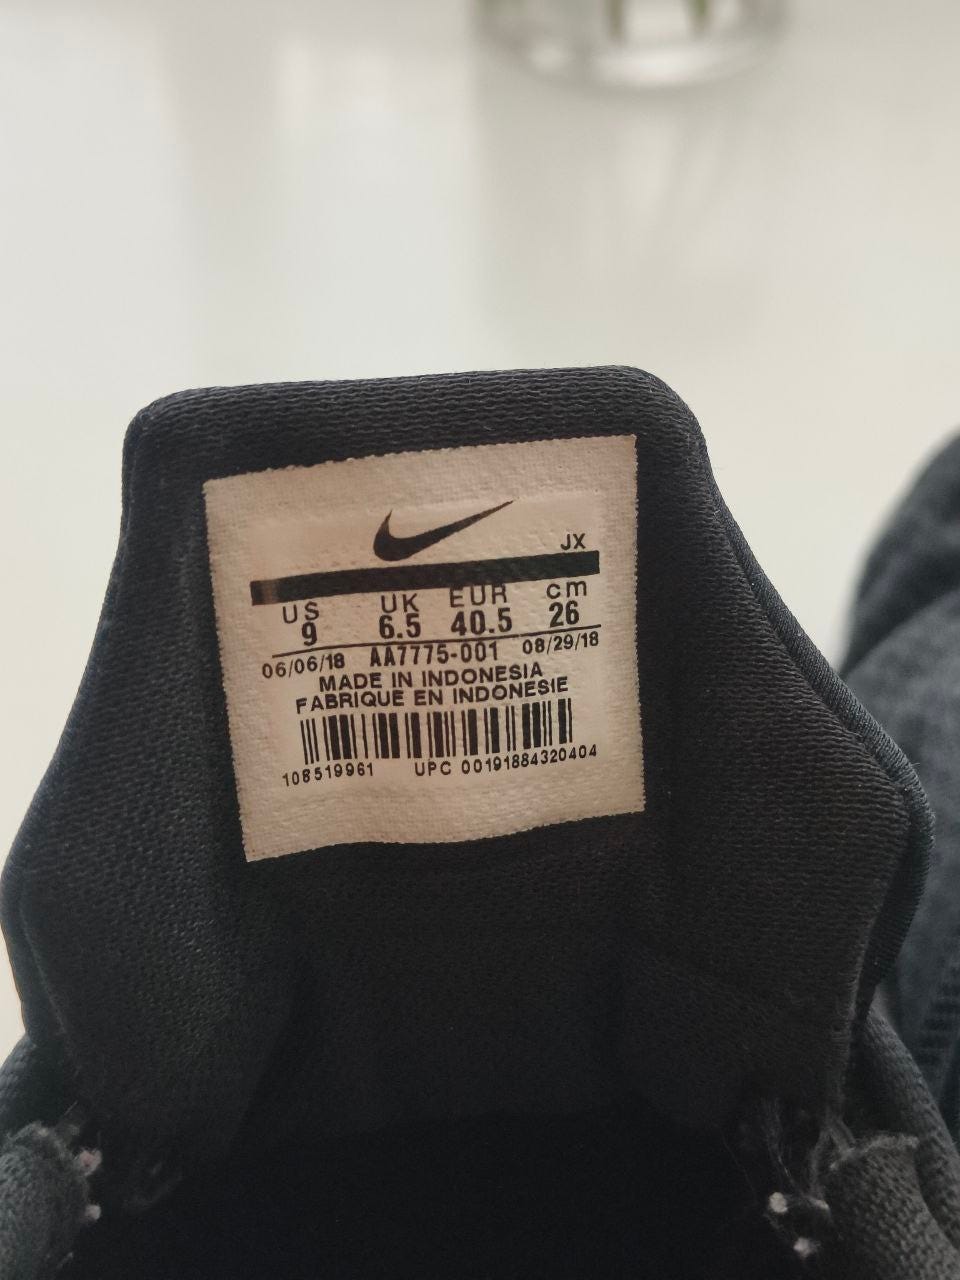 JX
US UK EUR cm
9 6.5 40.5 26
06/06/18 AA7775-001 08/29/18
MADE IN INDONESIA
FABRIQUE EN INDONESIE
108519961 UPC 00191884320404